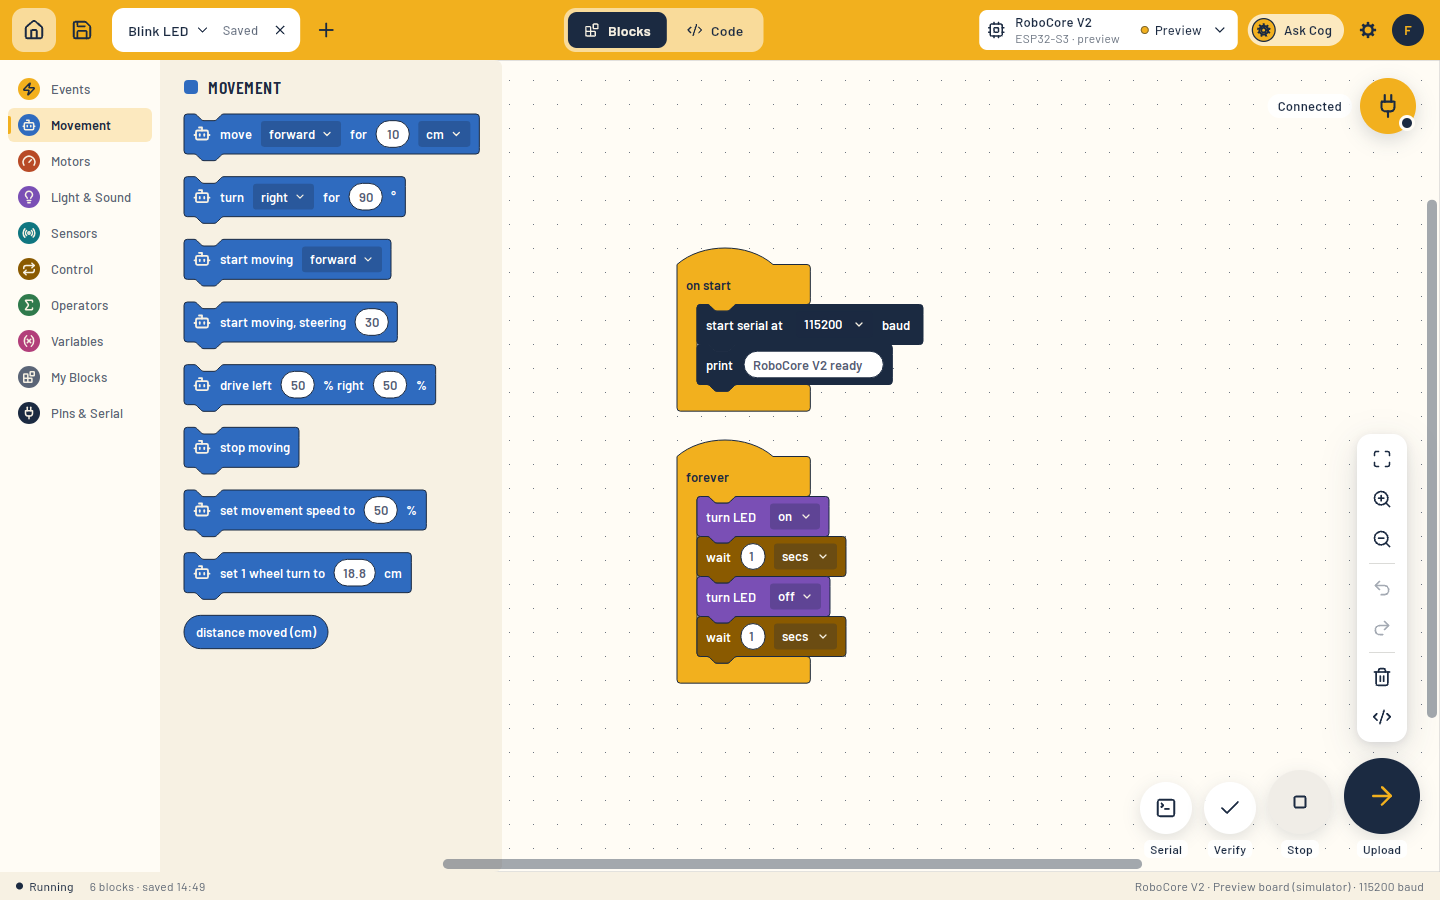 Blink LED
Saved
Blocks
Code
RoboCore V2
ESP32-S3 · preview
Preview
Ask Cog
F
Events
Movement
Motors
Light & Sound
Sensors
Control
Operators
Variables
My Blocks
Pins & Serial
MOVEMENT
move forward for 10 cm
turn right for 90 °
start moving forward
start moving, steering 30
drive left 50 % right 50 %
stop moving
set movement speed to 50 %
set 1 wheel turn to 18.8 cm
distance moved (cm)
Connected
on start
start serial at 115200 baud
print RoboCore V2 ready
forever
turn LED on
wait 1 secs
turn LED off
wait 1 secs
Serial
Verify
Stop
Upload
Running
6 blocks · saved 14:49
RoboCore V2 · Preview board (simulator) · 115200 baud